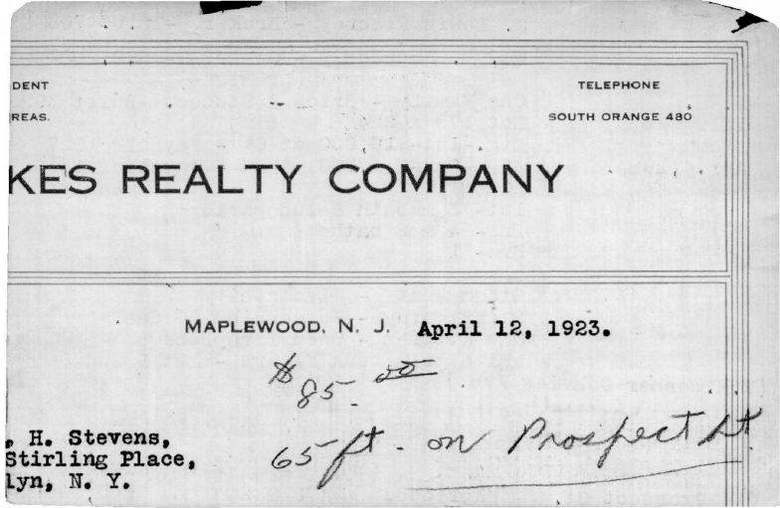 DENT
TELEPHONE
REAS.
SOUTH ORANGE 480
KES REALTY COMPANY
MAPLEWOOD, N. J. April 12, 1923.
$85.00
65 ft. on Prospect St.
, H. Stevens,
Stirling Place,
lyn, N. Y.